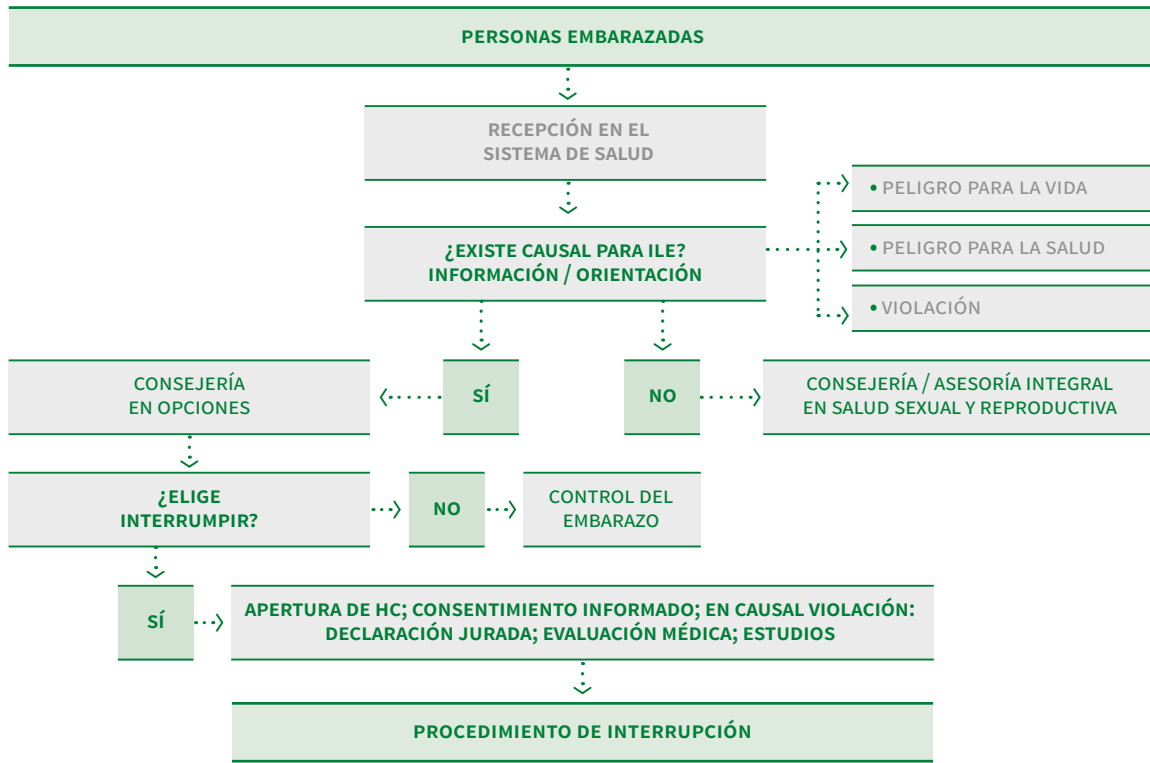 PERSONAS EMBARAZADAS
RECEPCIÓN EN EL
SISTEMA DE SALUD
¿EXISTE CAUSAL PARA ILE?
INFORMACIÓN / ORIENTACIÓN
• PELIGRO PARA LA VIDA
• PELIGRO PARA LA SALUD
• VIOLACIÓN
CONSEJERÍA
EN OPCIONES
SÍ
NO
CONSEJERÍA / ASESORÍA INTEGRAL
EN SALUD SEXUAL Y REPRODUCTIVA
¿ELIGE
INTERRUMPIR?
NO
CONTROL DEL
EMBARAZO
SÍ
APERTURA DE HC; CONSENTIMIENTO INFORMADO; EN CAUSAL VIOLACIÓN:
DECLARACIÓN JURADA; EVALUACIÓN MÉDICA; ESTUDIOS
PROCEDIMIENTO DE INTERRUPCIÓN